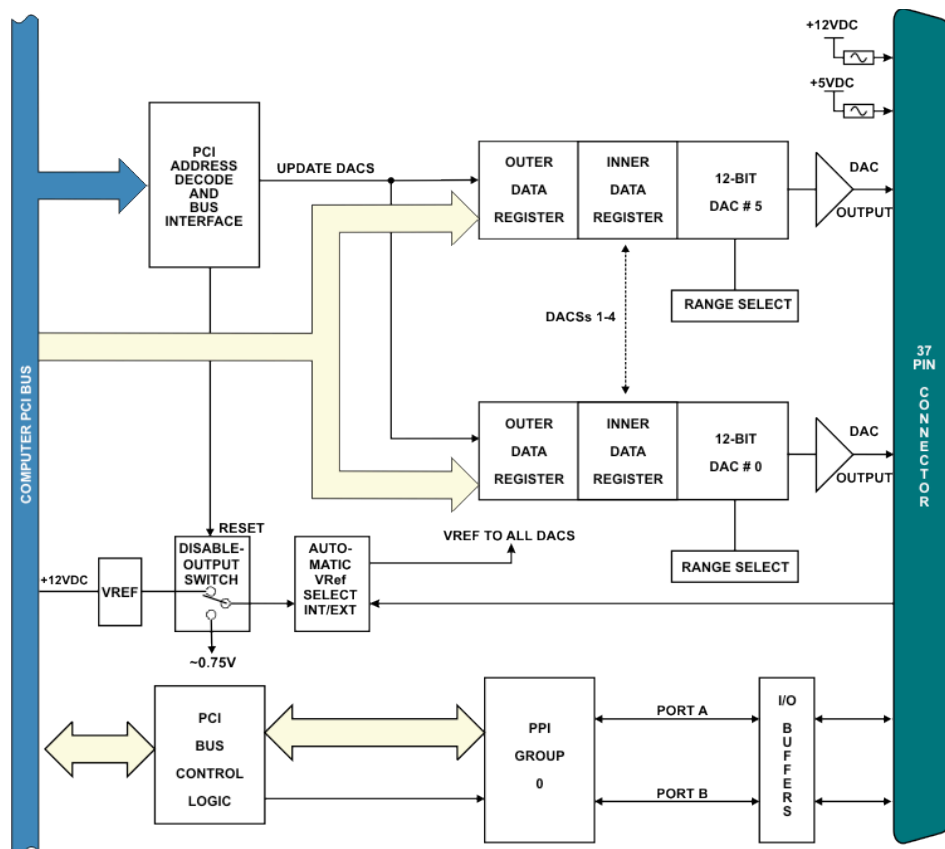 +12VDC
+5VDC
PCI
ADDRESS
DECODE
AND
BUS
INTERFACE
UPDATE DACS
OUTER
DATA
REGISTER
INNER
DATA
REGISTER
12-BIT
DAC # 5
DAC
OUTPUT
RANGE SELECT
DACSs 1-4
COMPUTER PCI BUS
37
PIN
CONNECTOR
OUTER
DATA
REGISTER
INNER
DATA
REGISTER
12-BIT
DAC # 0
DAC
OUTPUT
RANGE SELECT
RESET
DISABLE-
OUTPUT
SWITCH
+12VDC
VREF
~0.75V
AUTO-
MATIC
VRef
SELECT
INT/EXT
VREF TO ALL DACS
PCI
BUS
CONTROL
LOGIC
PPI
GROUP
0
PORT A
PORT B
I/O
BUFFERS